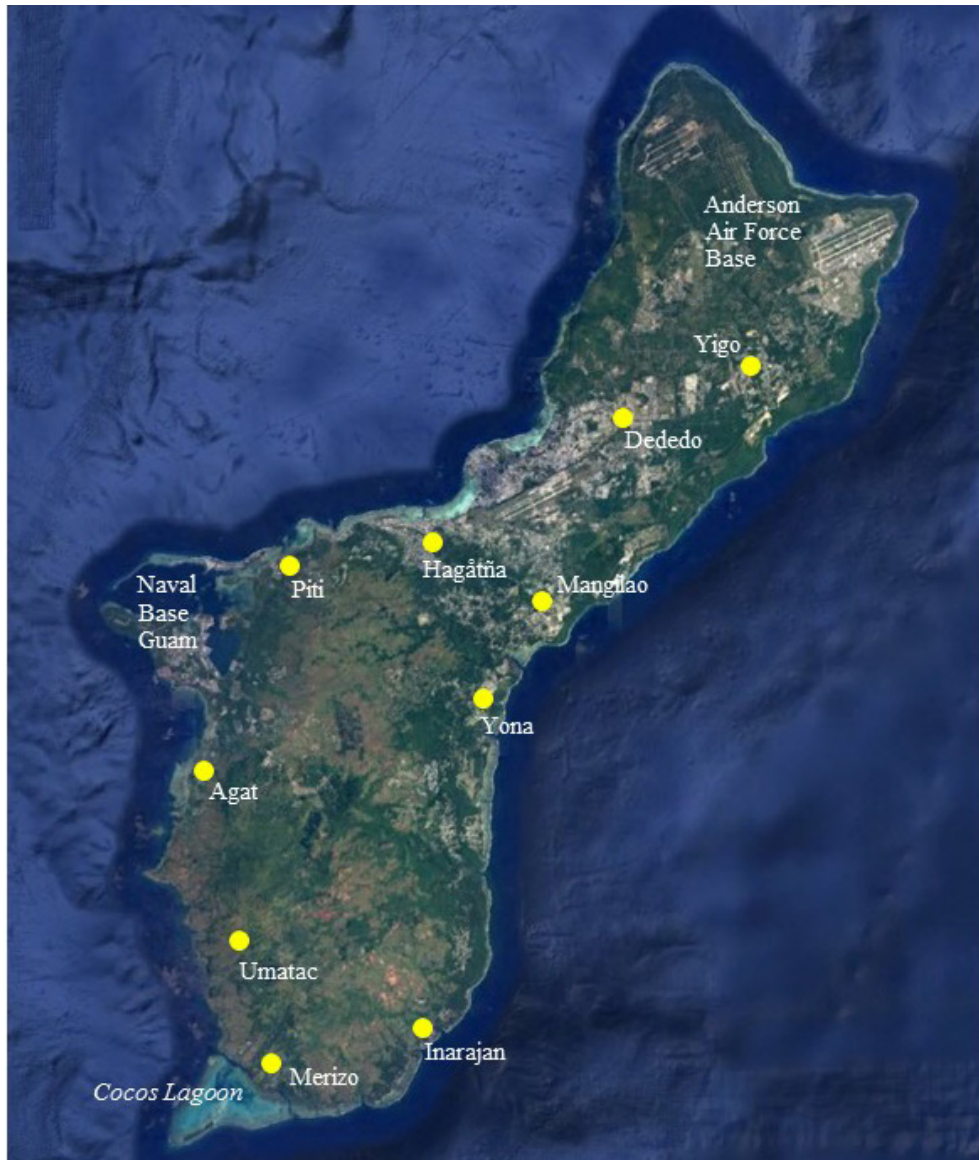 Anderson
Air Force
Base
Yigo
Dededo
Hagåtña
Mangilao
Piti
Naval
Base
Guam
Yona
Agat
Umatac
Inarajan
Merizo
Cocos Lagoon